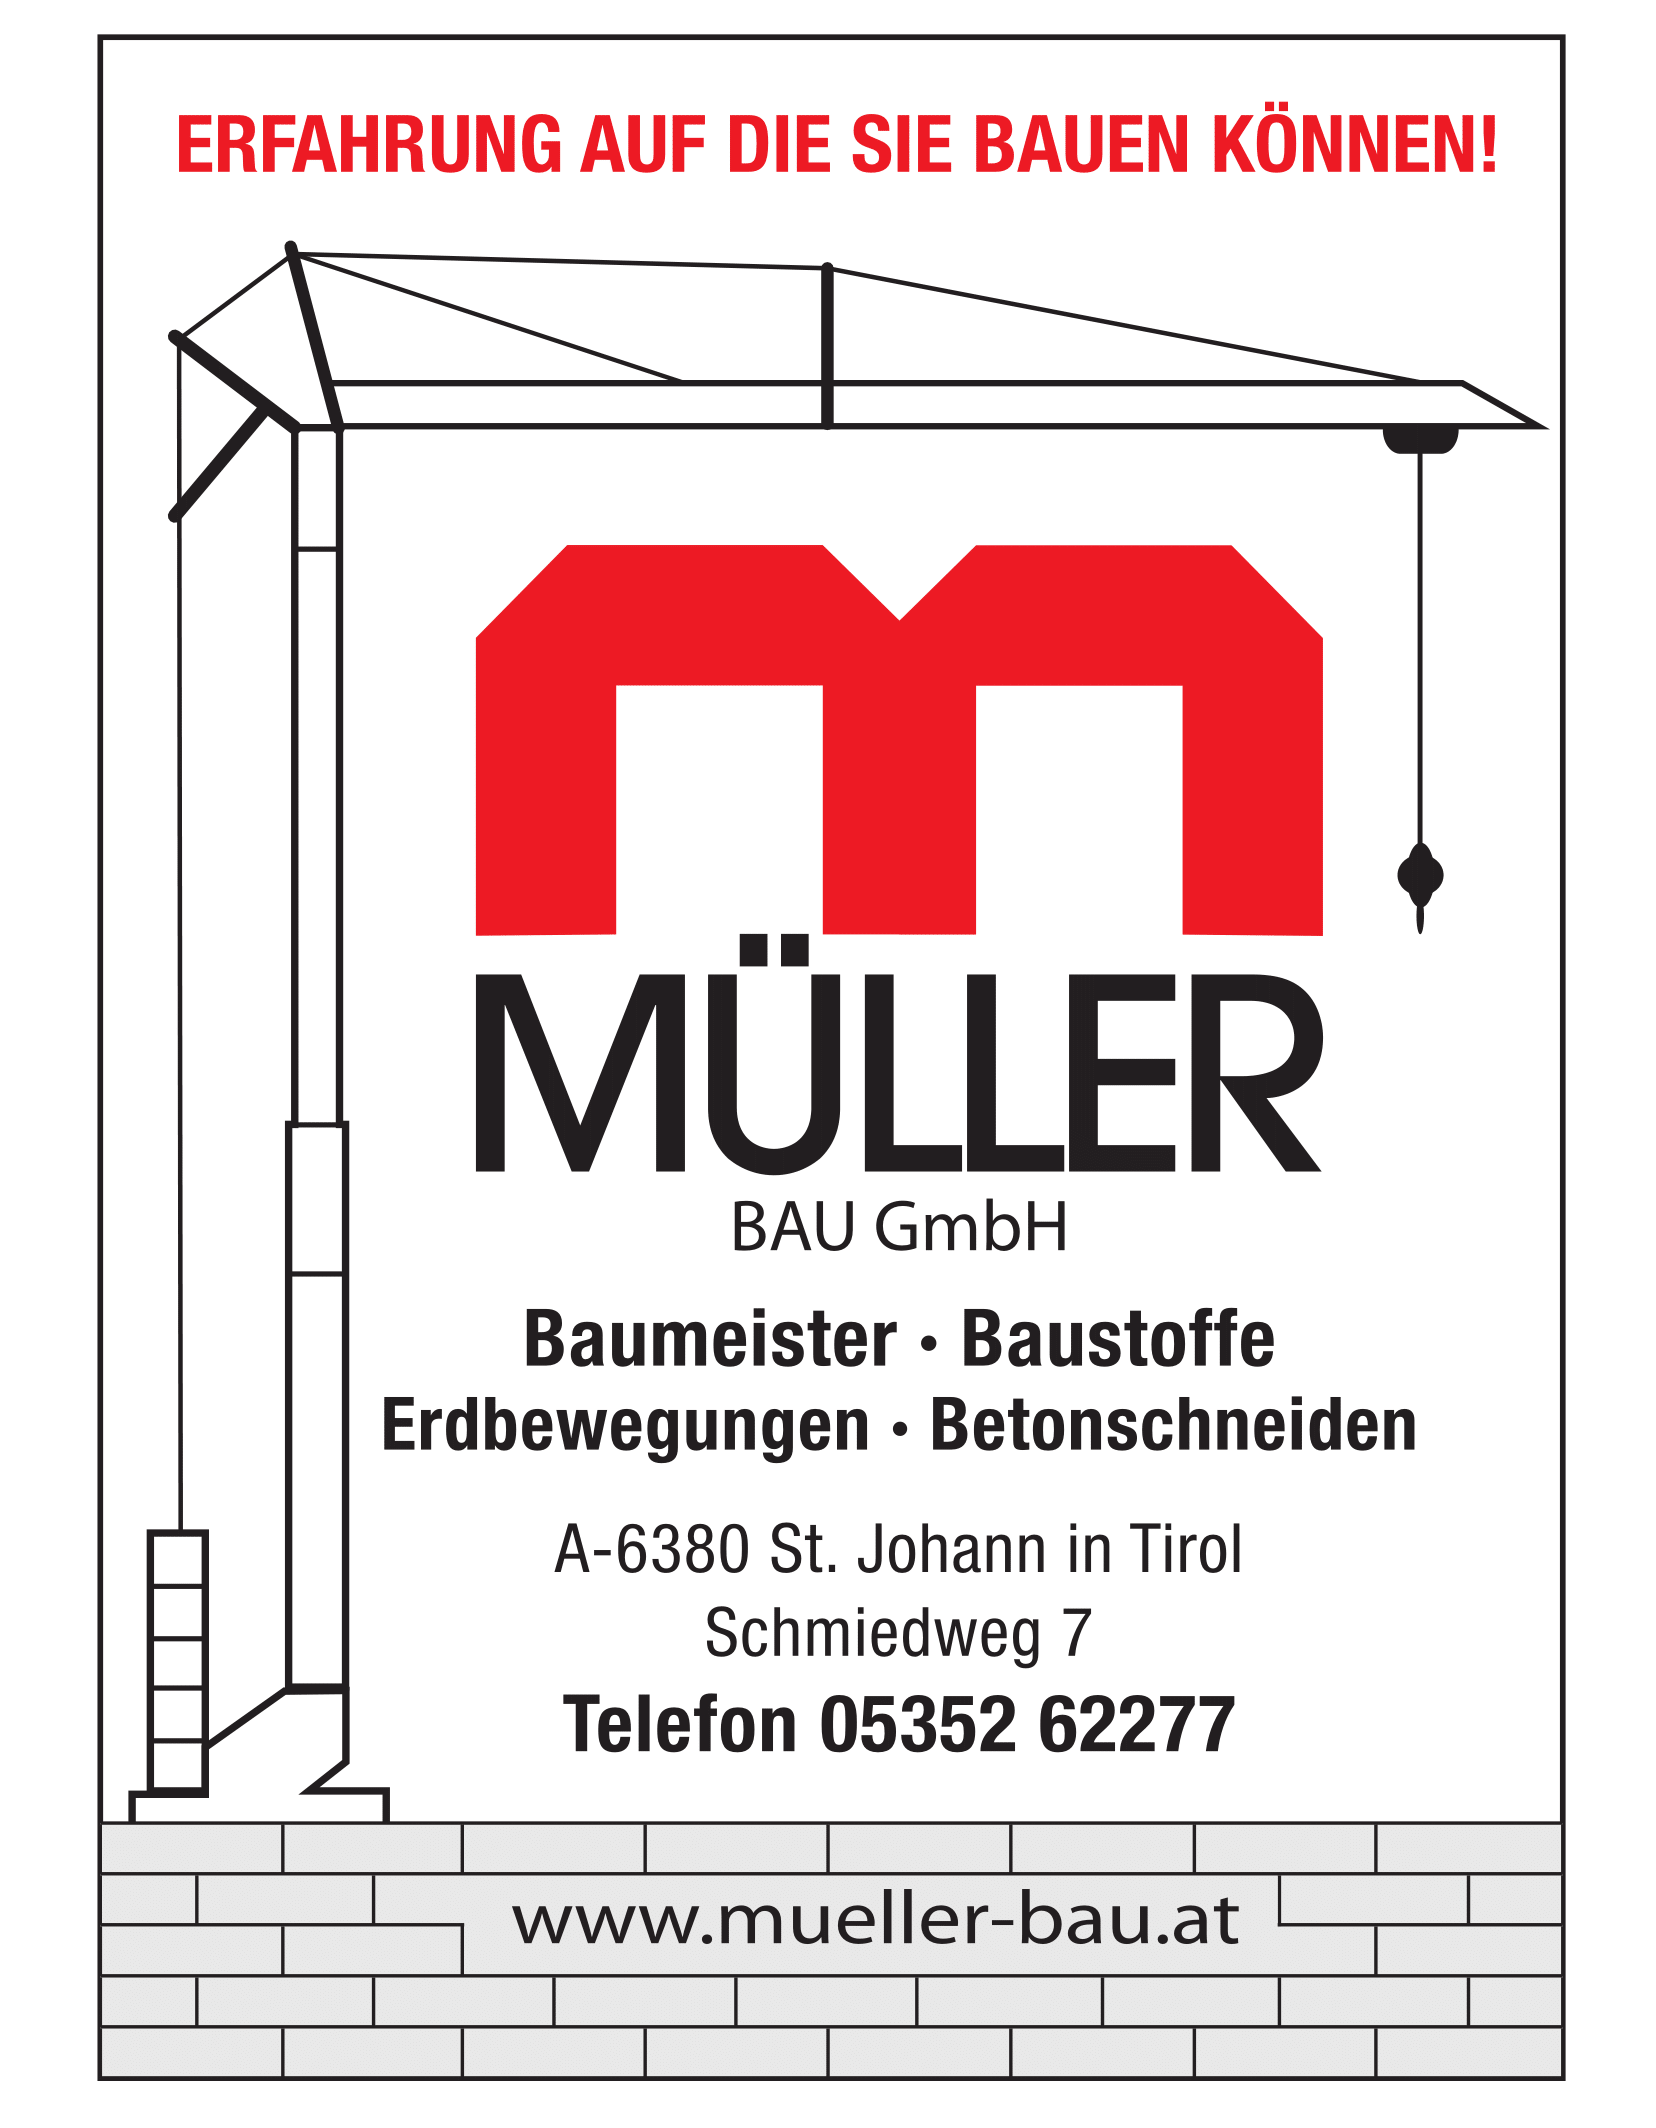 ERFAHRUNG AUF DIE SIE BAUEN KÖNNEN!
m
MÜLLER
BAU GmbH
Baumeister · Baustoffe
Erdbewegungen · Betonschneiden
A-6380 St. Johann in Tirol
Schmiedweg 7
Telefon 05352 62277
www.mueller-bau.at